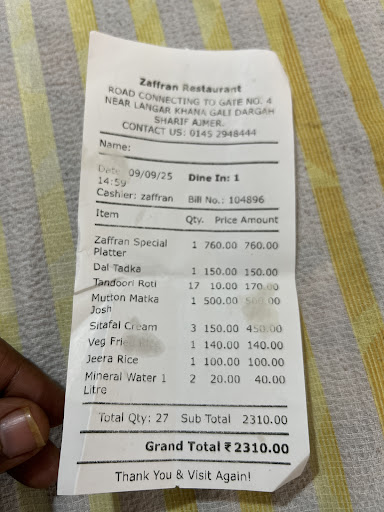 Zaffran Restaurant
ROAD CONNECTING TO GATE NO. 4
NEAR LANGAR KHANA GALI DARGAH
SHARIF AJMER.
CONTACT US: 0145 2948444
Name:
Date: 09/09/25 Dine In: 1
14:59
Cashier: zaffran Bill No.: 104896
Item Qty. Price Amount
Zaffran Special 1 760.00 760.00
Platter
Dal Tadka 1 150.00 150.00
Tandoori Roti 17 10.00 170.00
Mutton Matka 1 500.00 500.00
Josh
Sitafal Cream 3 150.00 450.00
Veg Fried Rice 1 140.00 140.00
Jeera Rice 1 100.00 100.00
Mineral Water 1 2 20.00 40.00
Litre
Total Qty: 27 Sub Total 2310.00
Grand Total ₹ 2310.00
Thank You & Visit Again!